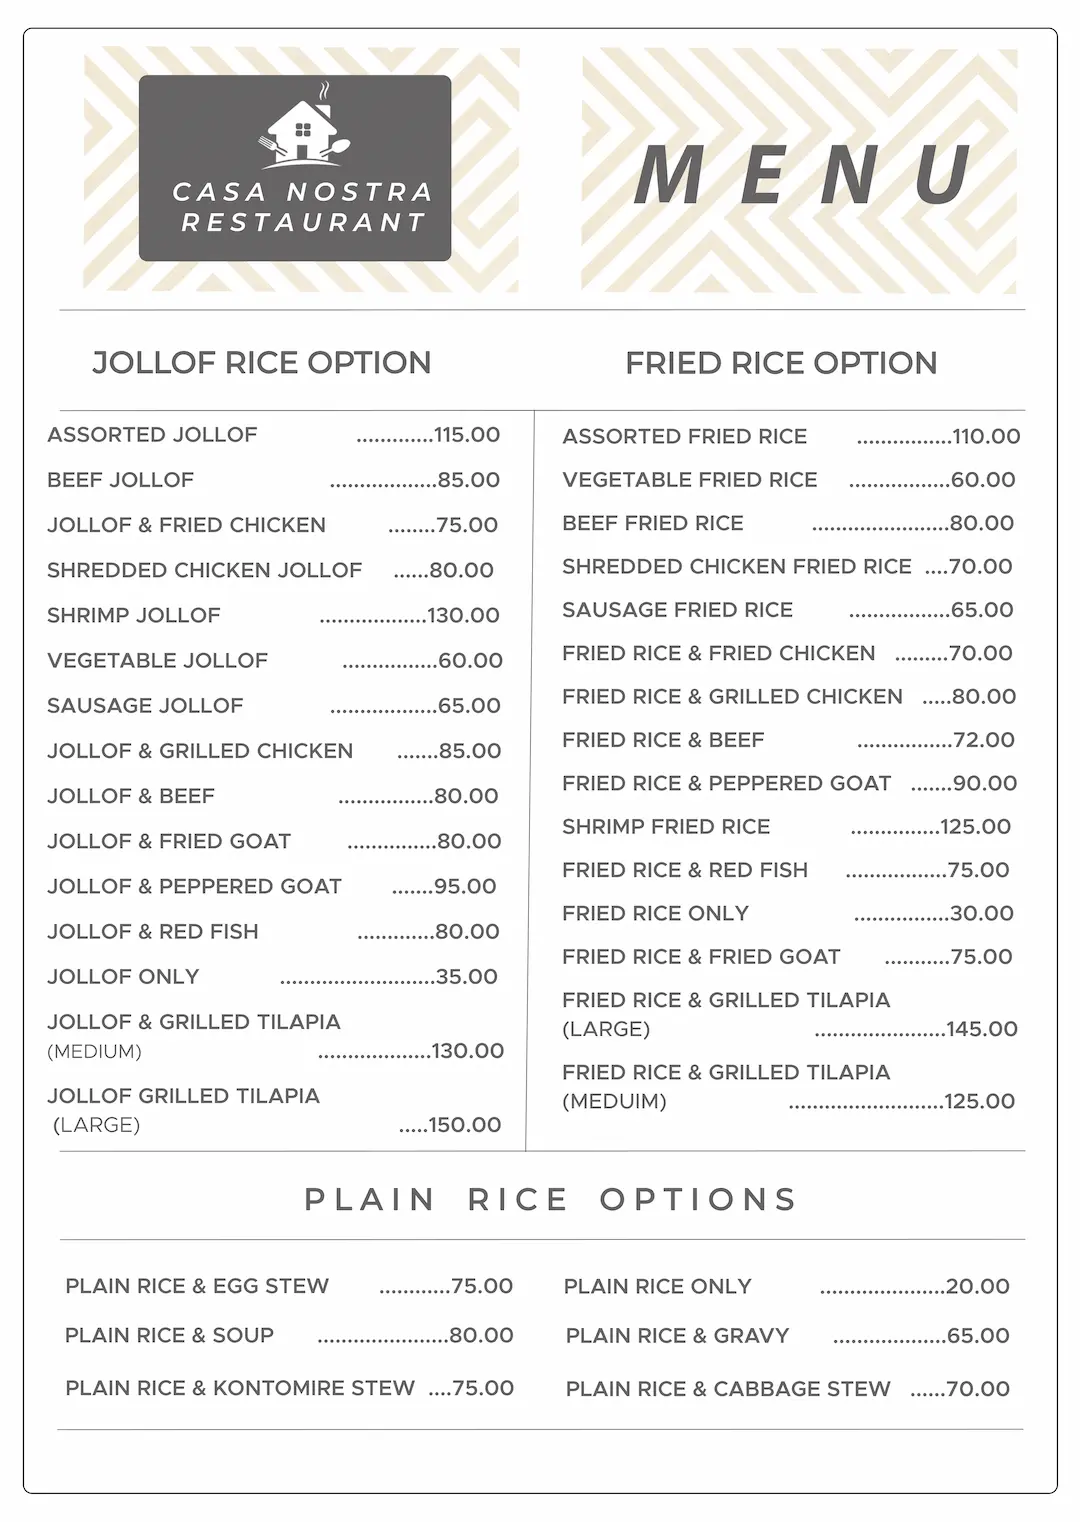 CASA NOSTRA
RESTAURANT
MENU
JOLLOF RICE OPTION
ASSORTED JOLLOF .............115.00
BEEF JOLLOF ..................85.00
JOLLOF & FRIED CHICKEN ........75.00
SHREDDED CHICKEN JOLLOF ......80.00
SHRIMP JOLLOF ..................130.00
VEGETABLE JOLLOF ................60.00
SAUSAGE JOLLOF ..................65.00
JOLLOF & GRILLED CHICKEN .......85.00
JOLLOF & BEEF ................80.00
JOLLOF & FRIED GOAT ...............80.00
JOLLOF & PEPPERED GOAT .......95.00
JOLLOF & RED FISH .............80.00
JOLLOF ONLY ..........................35.00
JOLLOF & GRILLED TILAPIA
(MEDIUM) ...................130.00
JOLLOF GRILLED TILAPIA
(LARGE) .....150.00
FRIED RICE OPTION
ASSORTED FRIED RICE ................110.00
VEGETABLE FRIED RICE .................60.00
BEEF FRIED RICE .......................80.00
SHREDDED CHICKEN FRIED RICE ....70.00
SAUSAGE FRIED RICE .................65.00
FRIED RICE & FRIED CHICKEN .........70.00
FRIED RICE & GRILLED CHICKEN .....80.00
FRIED RICE & BEEF ................72.00
FRIED RICE & PEPPERED GOAT .......90.00
SHRIMP FRIED RICE ...............125.00
FRIED RICE & RED FISH .................75.00
FRIED RICE ONLY ................30.00
FRIED RICE & FRIED GOAT ...........75.00
FRIED RICE & GRILLED TILAPIA
(LARGE) ......................145.00
FRIED RICE & GRILLED TILAPIA
(MEDUIM) ..........................125.00
PLAIN RICE OPTIONS
PLAIN RICE & EGG STEW ............75.00
PLAIN RICE & SOUP ......................80.00
PLAIN RICE & KONTOMIRE STEW ....75.00
PLAIN RICE ONLY .....................20.00
PLAIN RICE & GRAVY ...................65.00
PLAIN RICE & CABBAGE STEW ......70.00